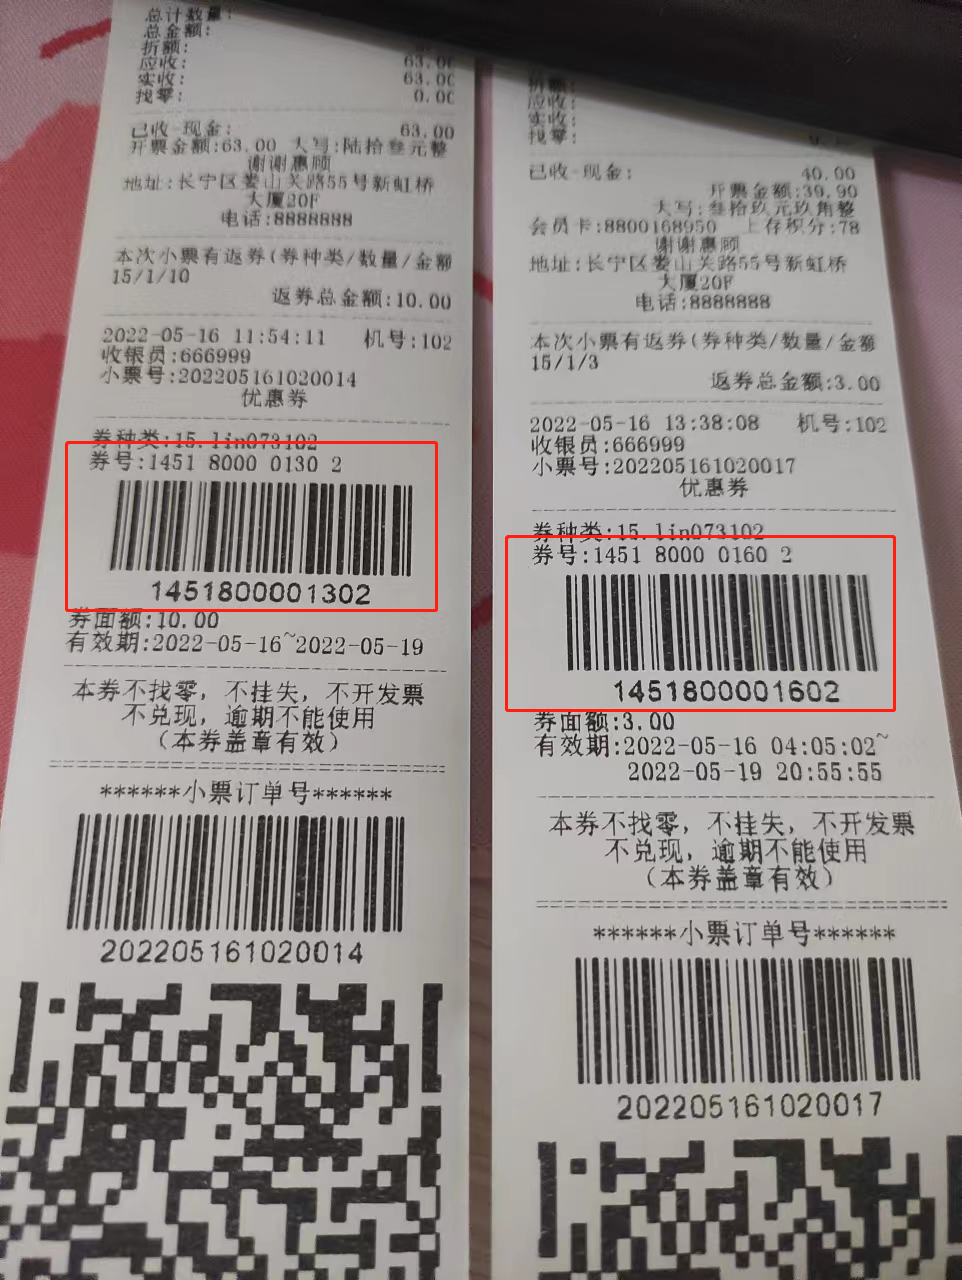 总计数量:
总金额:
折额:
应收: 63.00
实收: 63.00
找零: 0.00
已收-现金: 63.00
开票金额:63.00 大写:陆拾叁元整
谢谢惠顾
地址:长宁区娄山关路55号新虹桥
大厦20F
电话:8888888
本次小票有返券(券种类/数量/金额
15/1/10
返券总金额:10.00
2022-05-16 11:54:11 机号:102
收银员:666999
小票号:202205161020014
优惠券
券种类:15.lin073102
券号:1451 8000 0130 2
1451800001302
券面额:10.00
有效期:2022-05-16~2022-05-19
本券不找零, 不挂失, 不开发票
不兑现, 逾期不能使用
(本券盖章有效)
******小票订单号******
202205161020014
折额:
应收:
实收:
找零:
已收-现金: 40.00
开票金额:39.90
大写:叁拾玖元玖角整
会员卡:8800168950 上存积分:78
谢谢惠顾
地址:长宁区娄山关路55号新虹桥
大厦20F
电话:8888888
本次小票有返券(券种类/数量/金额
15/1/3
返券总金额:3.00
2022-05-16 13:38:08 机号:102
收银员:666999
小票号:202205161020017
优惠券
券种类:15.lin073102
券号:1451 8000 0160 2
1451800001602
券面额:3.00
有效期:2022-05-16 04:05:02~
2022-05-19 20:55:55
本券不找零, 不挂失, 不开发票
不兑现, 逾期不能使用
(本券盖章有效)
******小票订单号******
202205161020017